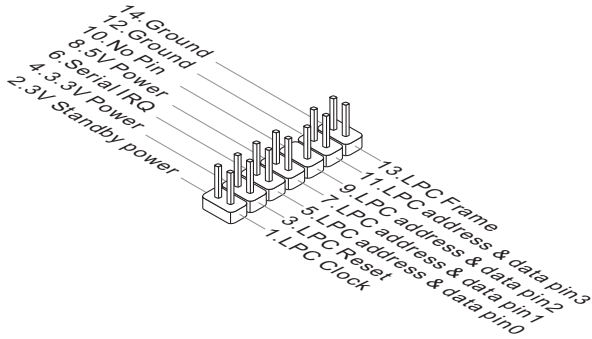 14.Ground
12.Ground
10.No Pin
8.5V Power
6.Serial IRQ
4.3.3V Power
2.3V Standby power
13.LPC Frame
11.LPC address & data pin3
9.LPC address & data pin2
7.LPC address & data pin1
5.LPC address & data pin0
3.LPC Reset
1.LPC Clock